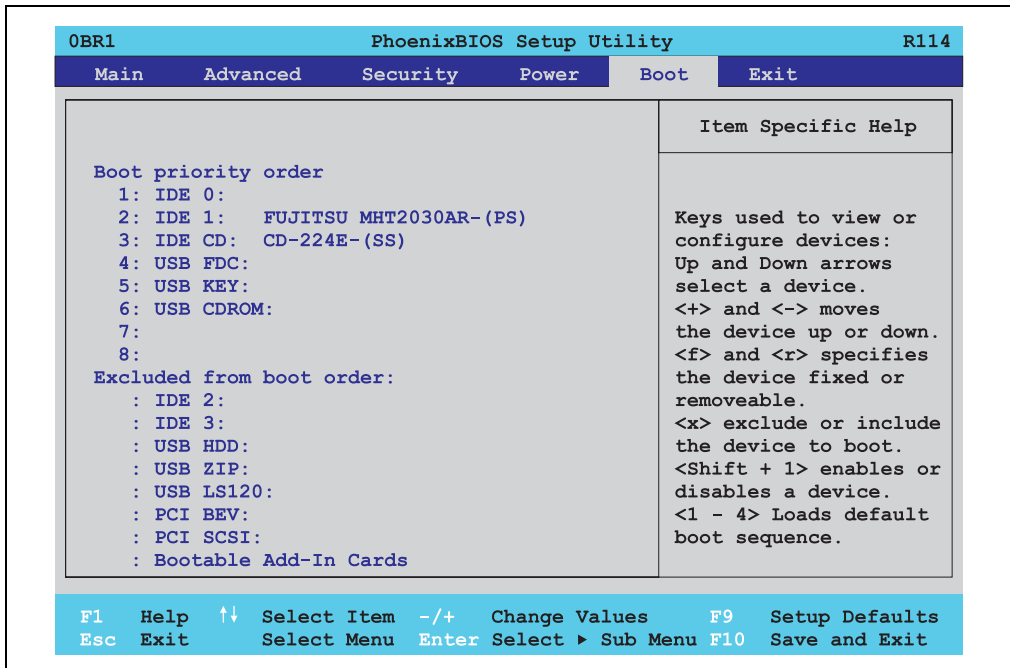 0BR1 PhoenixBIOS Setup Utility R114
Main Advanced Security Power Boot Exit
Boot priority order
1: IDE 0:
2: IDE 1: FUJITSU MHT2030AR-(PS)
3: IDE CD: CD-224E-(SS)
4: USB FDC:
5: USB KEY:
6: USB CDROM:
7:
8:
Excluded from boot order:
: IDE 2:
: IDE 3:
: USB HDD:
: USB ZIP:
: USB LS120:
: PCI BEV:
: PCI SCSI:
: Bootable Add-In Cards
Item Specific Help
Keys used to view or
configure devices:
Up and Down arrows
select a device.
<+> and <-> moves
the device up or down.
<f> and <r> specifies
the device fixed or
removeable.
<x> exclude or include
the device to boot.
<Shift + 1> enables or
disables a device.
<1 - 4> Loads default
boot sequence.
F1 Help ↑↓ Select Item -/+ Change Values F9 Setup Defaults
Esc Exit Select Menu Enter Select ▶ Sub Menu F10 Save and Exit